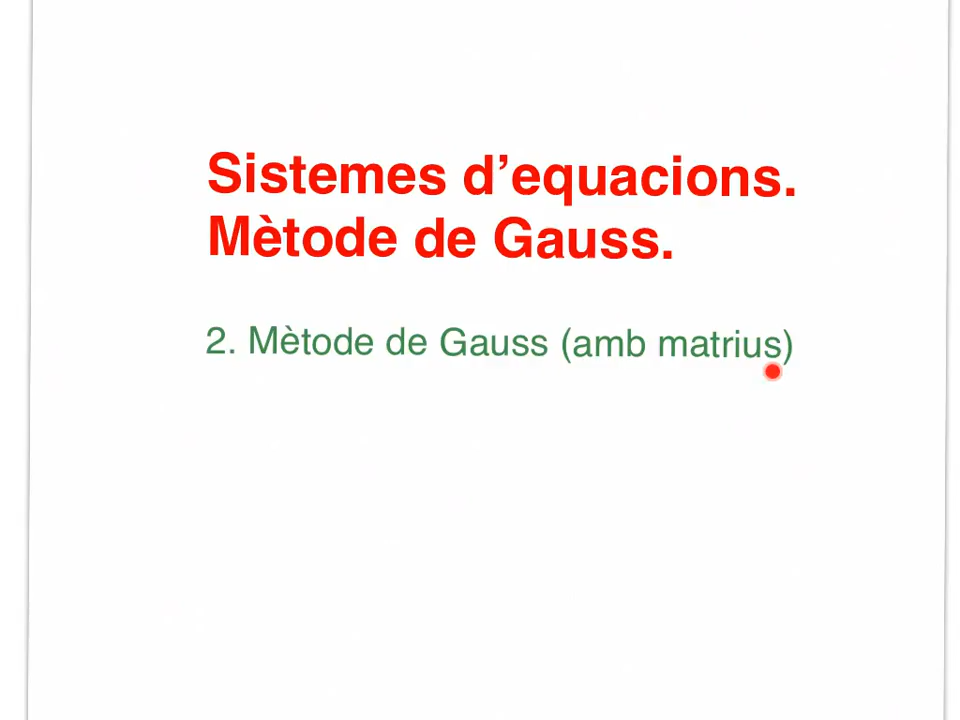 Sistemes d’equacions.
Mètode de Gauss.
2. Mètode de Gauss (amb matrius)